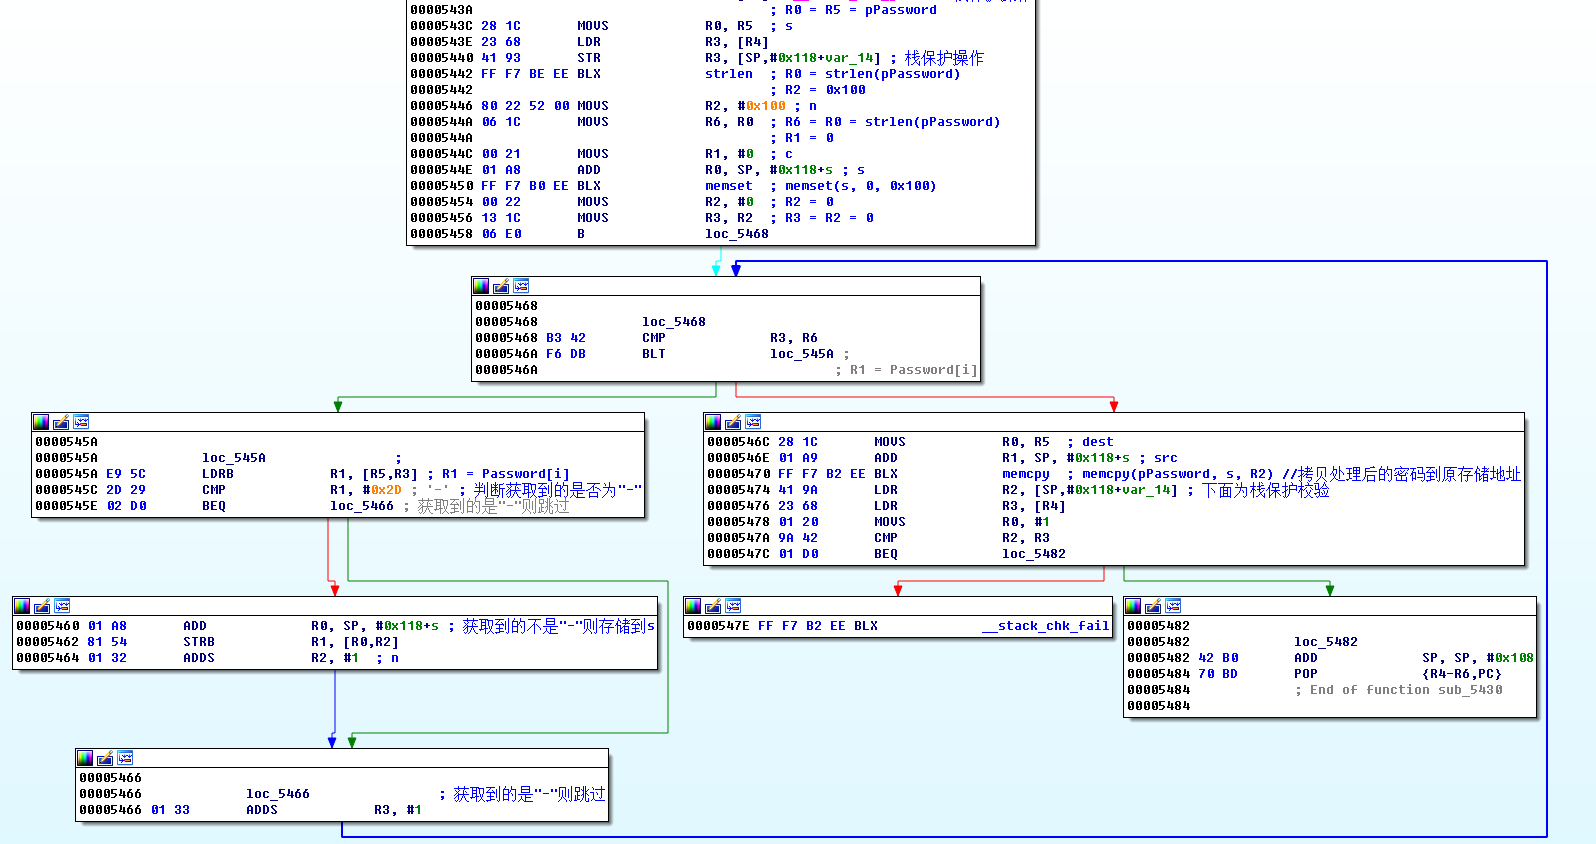 0000543A ; R0 = R5 = pPassword
0000543C 28 1C MOVS R0, R5 ; s
0000543E 23 68 LDR R3, [R4]
00005440 41 93 STR R3, [SP,#0x118+var_14] ; 栈保护操作
00005442 FF F7 BE EE BLX strlen ; R0 = strlen(pPassword)
00005442 ; R2 = 0x100
00005446 80 22 52 00 MOVS R2, #0x100 ; n
0000544A 06 1C MOVS R6, R0 ; R6 = R0 = strlen(pPassword)
0000544A ; R1 = 0
0000544C 00 21 MOVS R1, #0 ; c
0000544E 01 A8 ADD R0, SP, #0x118+s ; s
00005450 FF F7 B0 EE BLX memset ; memset(s, 0, 0x100)
00005454 00 22 MOVS R2, #0 ; R2 = 0
00005456 13 1C MOVS R3, R2 ; R3 = R2 = 0
00005458 06 E0 B loc_5468
00005468
00005468 loc_5468
00005468 B3 42 CMP R3, R6
0000546A F6 DB BLT loc_545A ;
0000546A ; R1 = Password[i]
0000545A
0000545A loc_545A ;
0000545A E9 5C LDRB R1, [R5,R3] ; R1 = Password[i]
0000545C 2D 29 CMP R1, #0x2D ; '-' ; 判断获取到的是否为"-"
0000545E 02 D0 BEQ loc_5466 ; 获取到的是"-"则跳过
0000546C 28 1C MOVS R0, R5 ; dest
0000546E 01 A9 ADD R1, SP, #0x118+s ; src
00005470 FF F7 B2 EE BLX memcpy ; memcpy(pPassword, s, R2) //拷贝处理后的密码到原存储地址
00005474 41 9A LDR R2, [SP,#0x118+var_14] ; 下面为栈保护校验
00005476 23 68 LDR R3, [R4]
00005478 01 20 MOVS R0, #1
0000547A 9A 42 CMP R2, R3
0000547C 01 D0 BEQ loc_5482
00005460 01 A8 ADD R0, SP, #0x118+s ; 获取到的不是"-"则存储到s
00005462 81 54 STRB R1, [R0,R2]
00005464 01 32 ADDS R2, #1 ; n
0000547E FF F7 B2 EE BLX __stack_chk_fail
00005482
00005482 loc_5482
00005482 42 B0 ADD SP, SP, #0x108
00005484 70 BD POP {R4-R6,PC}
00005484 ; End of function sub_5430
00005484
00005466
00005466 loc_5466 ; 获取到的是"-"则跳过
00005466 01 33 ADDS R3, #1